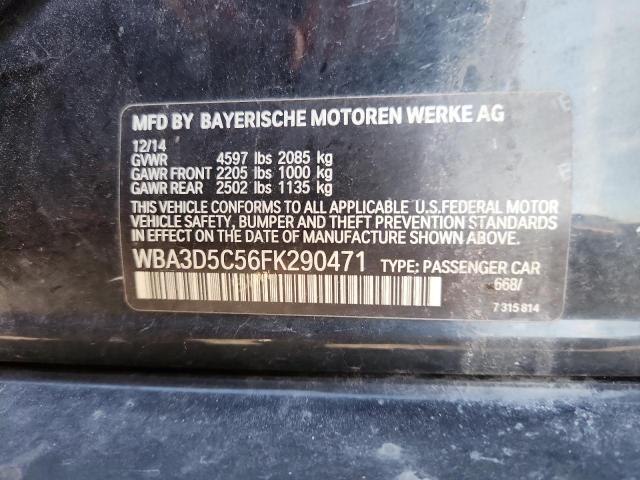 MFD BY BAYERISCHE MOTOREN WERKE AG
12/14
GVWR 4597 lbs 2085 kg
GAWR FRONT 2205 lbs 1000 kg
GAWR REAR 2502 lbs 1135 kg
THIS VEHICLE CONFORMS TO ALL APPLICABLE U.S.FEDERAL MOTOR
VEHICLE SAFETY, BUMPER AND THEFT PREVENTION STANDARDS IN
EFFECT ON THE DATE OF MANUFACTURE SHOWN ABOVE.
WBA3D5C56FK290471 TYPE: PASSENGER CAR
668/
7 315 814